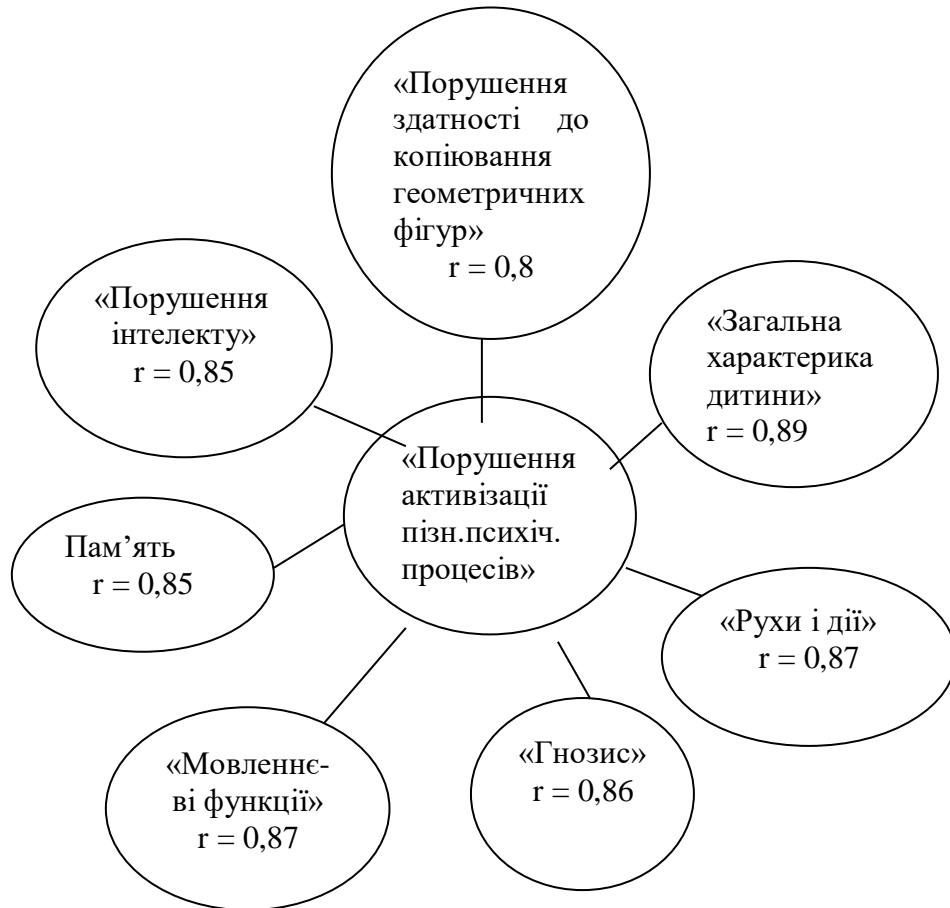 «Порушення
здатності до
копіювання
геометричних
фігур»
r = 0,8
«Порушення
інтелекту»
r = 0,85
«Загальна
характерика
дитини»
r = 0,89
«Порушення
активізації
пізн.психіч.
процесів»
Пам’ять
r = 0,85
«Рухи і дії»
r = 0,87
«Мовленнє-
ві функції»
r = 0,87
«Гнозис»
r = 0,86